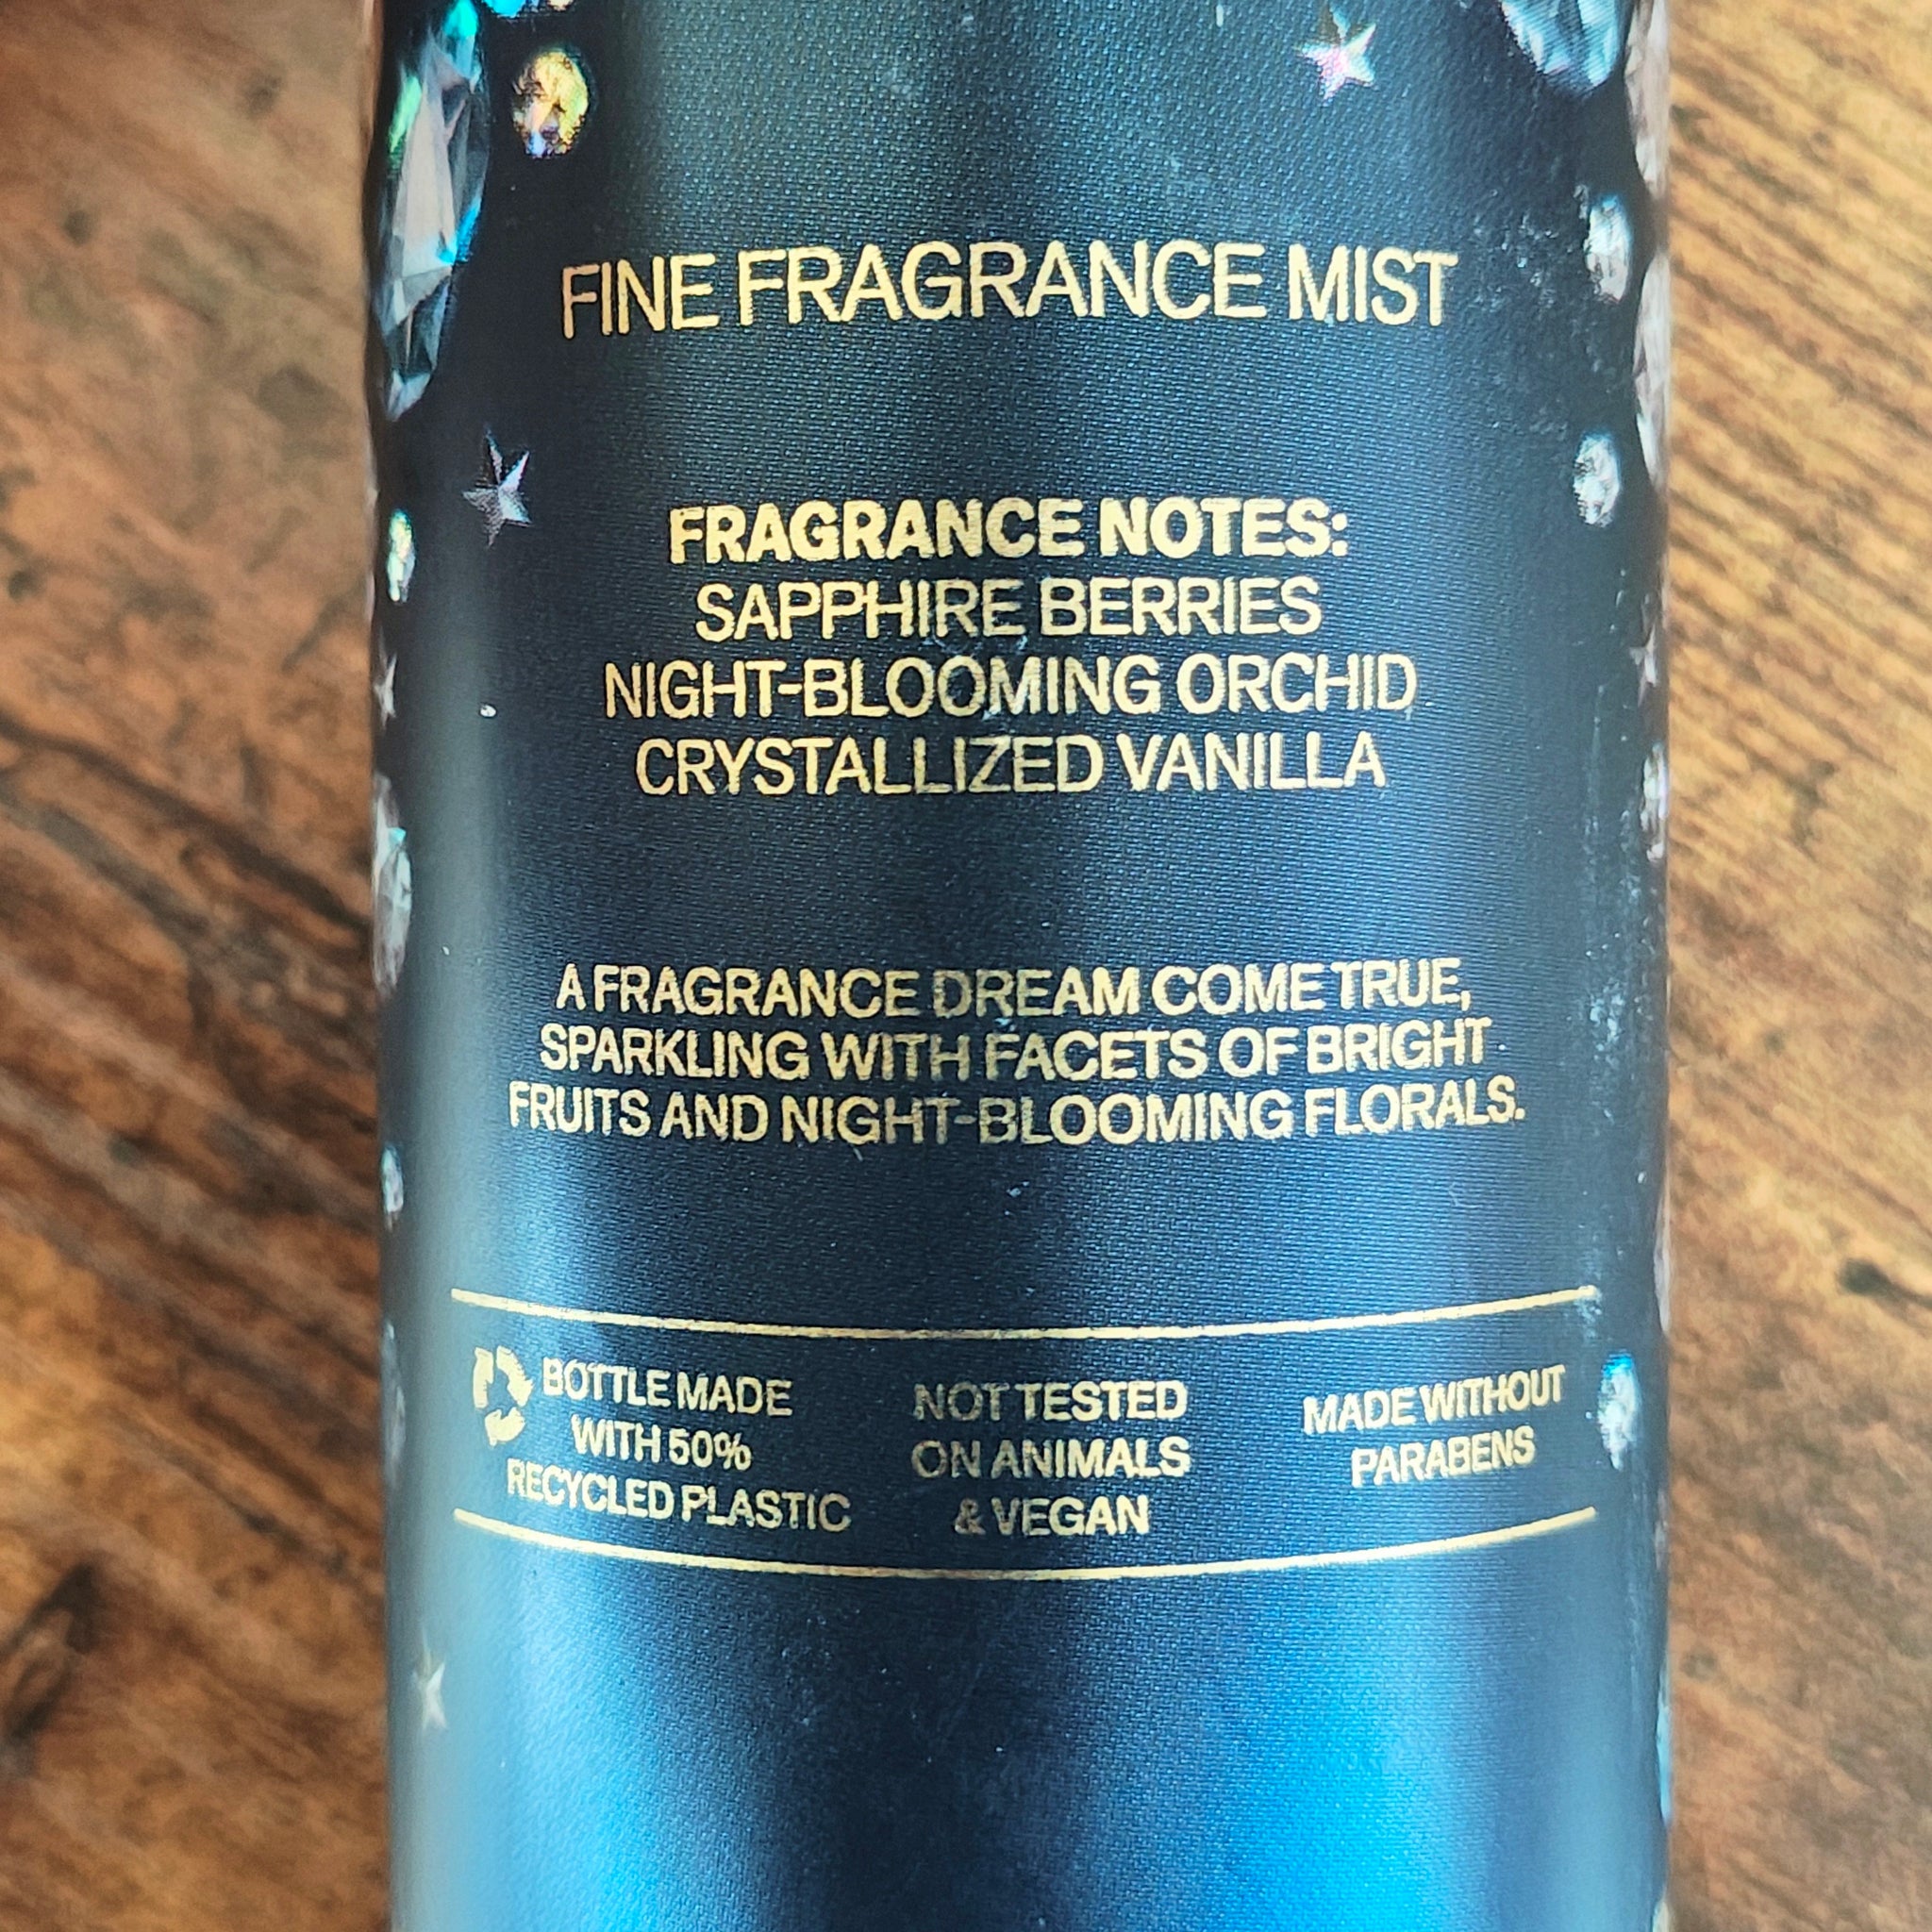 FINE FRAGRANCE MIST
FRAGRANCE NOTES:
SAPPHIRE BERRIES
NIGHT-BLOOMING ORCHID
CRYSTALLIZED VANILLA
A FRAGRANCE DREAM COME TRUE,
SPARKLING WITH FACETS OF BRIGHT
FRUITS AND NIGHT-BLOOMING FLORALS.
BOTTLE MADE
WITH 50%
RECYCLED PLASTIC
NOT TESTED
ON ANIMALS
& VEGAN
MADE WITHOUT
PARABENS